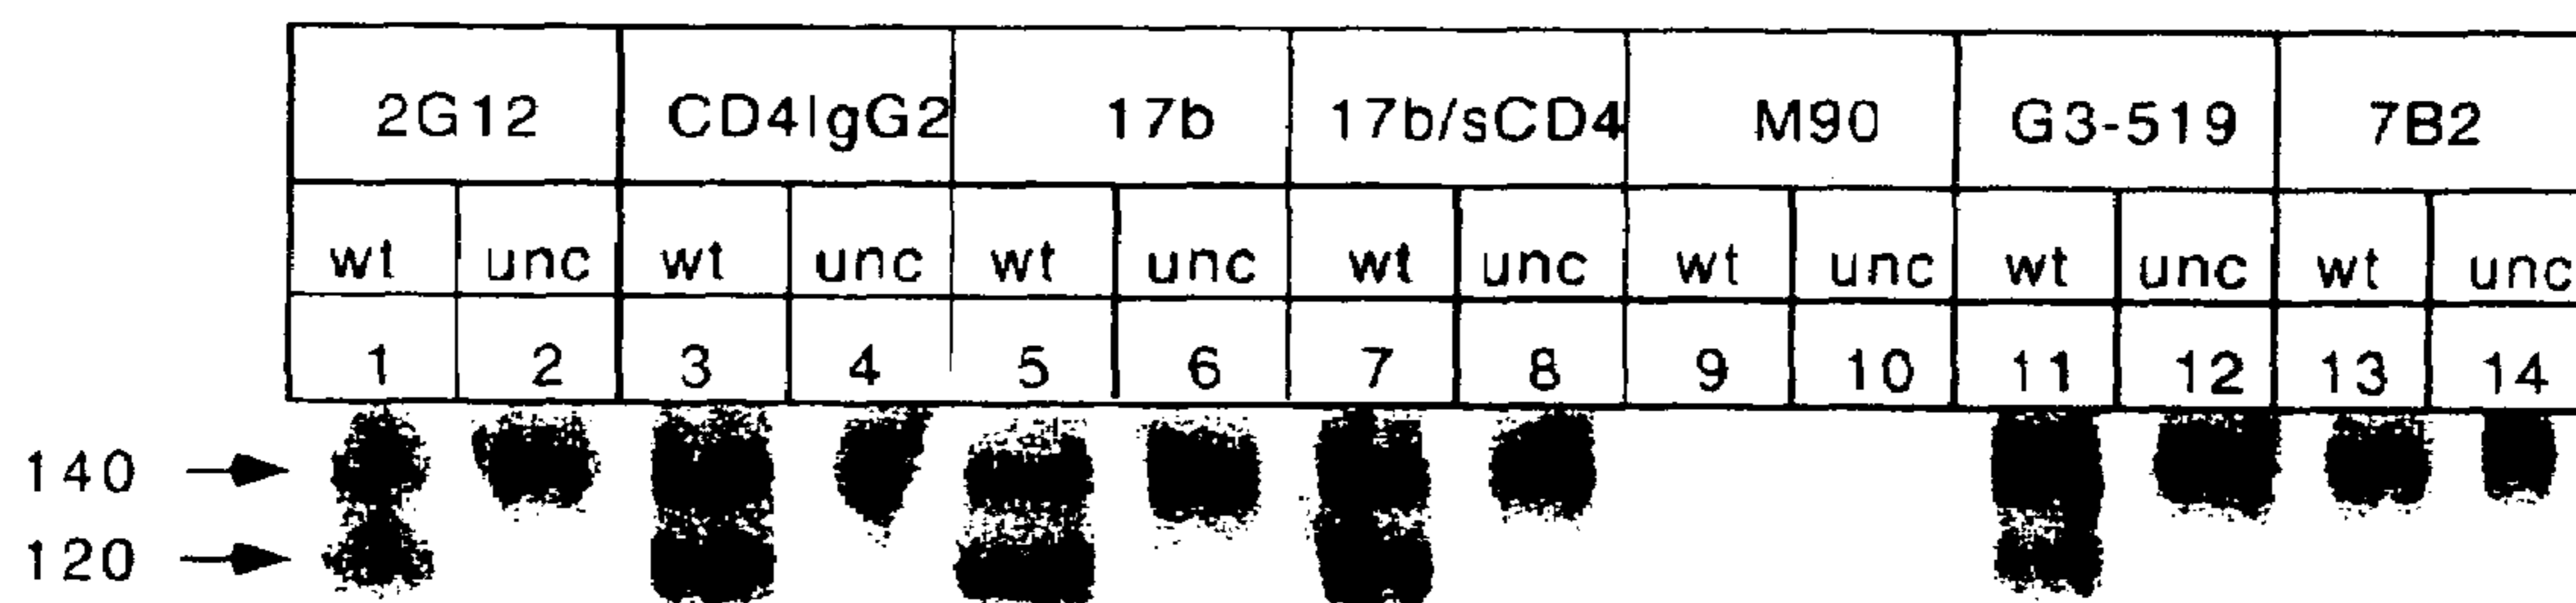 2G12 CD4IgG2 17b 17b/sCD4 M90 G3-519 7B2
wt unc wt unc wt unc wt unc wt unc wt unc wt unc
1 2 3 4 5 6 7 8 9 10 11 12 13 14
140
120